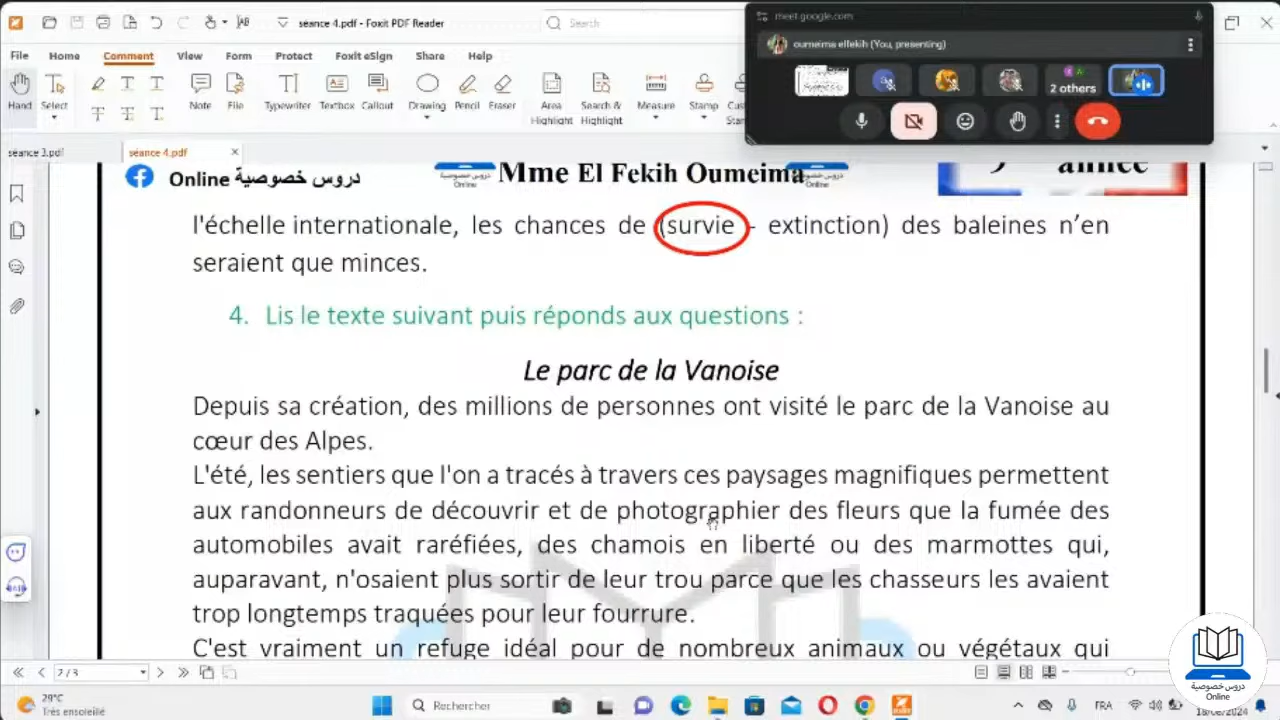 séance 4.pdf - Foxit PDF Reader
Search
meet.google.com
oumeima elfekih (You, presenting)
2 others
File Home Comment View Form Protect Foxit eSign Share Help
Hand Select Note File Typewriter Textbox Callout Drawing Pencil Eraser Area Highlight Search & Highlight Measure Stamp
séance 3.pdf séance 4.pdf
دروس خصوصية Online
دروس خصوصية Online
Mme El Fekih Oumeima
دروس خصوصية Online
année
l'échelle internationale, les chances de (survie - extinction) des baleines n’en
seraient que minces.
4. Lis le texte suivant puis réponds aux questions :
Le parc de la Vanoise
Depuis sa création, des millions de personnes ont visité le parc de la Vanoise au
cœur des Alpes.
L'été, les sentiers que l'on a tracés à travers ces paysages magnifiques permettent
aux randonneurs de découvrir et de photographier des fleurs que la fumée des
automobiles avait raréfiées, des chamois en liberté ou des marmottes qui,
auparavant, n'osaient plus sortir de leur trou parce que les chasseurs les avaient
trop longtemps traquées pour leur fourrure.
C'est vraiment un refuge idéal pour de nombreux animaux ou végétaux qui
2 / 3
دروس خصوصية
Online
29°C
Très ensoleillé
Rechercher
FRA